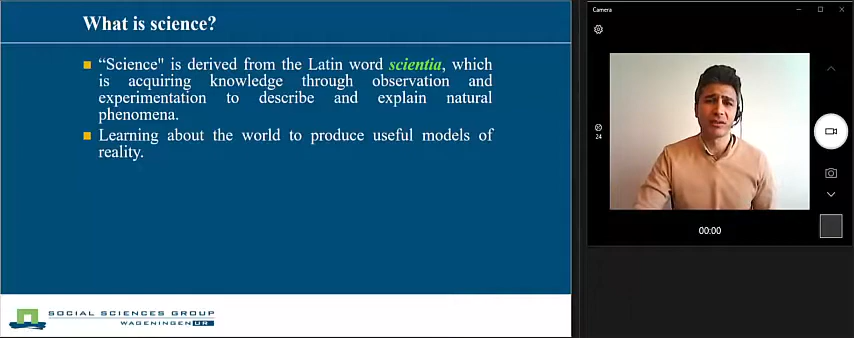 What is science?
“Science" is derived from the Latin word scientia, which
is acquiring knowledge through observation and
experimentation to describe and explain natural
phenomena.
Learning about the world to produce useful models of
reality.
SOCIAL SCIENCES GROUP
WAGENINGEN UR
Camera
24
00:00